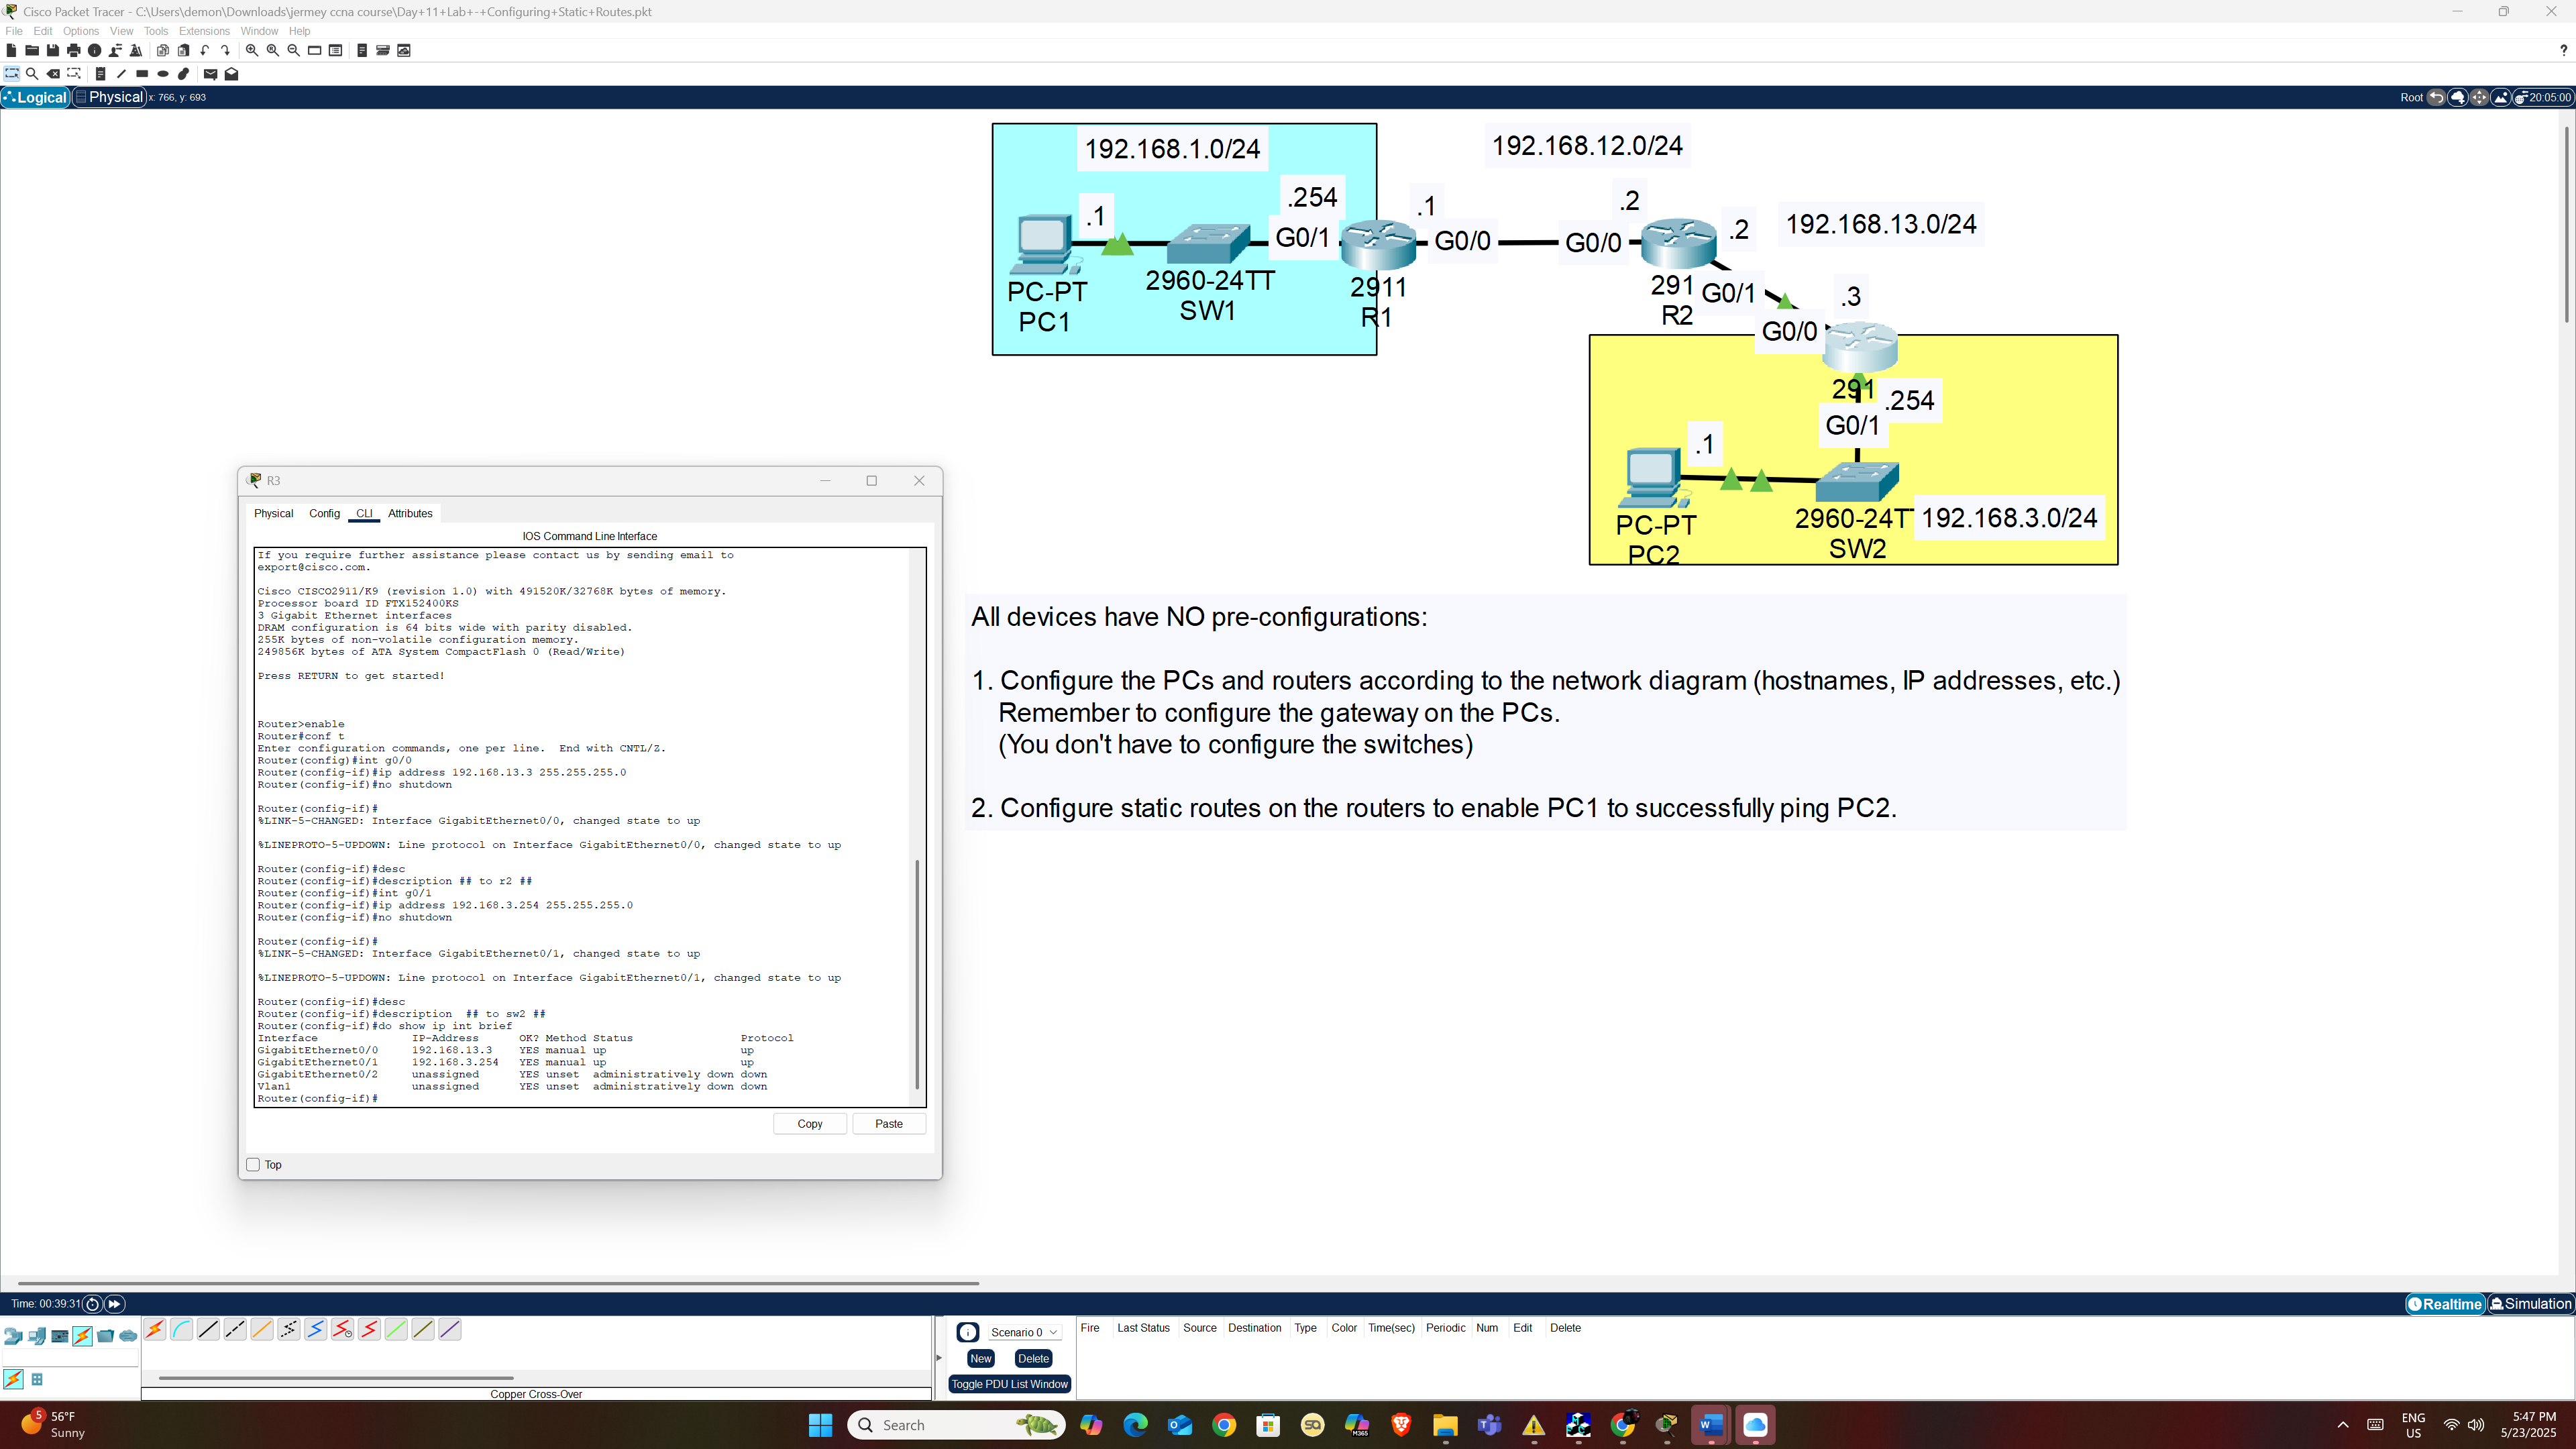 Cisco Packet Tracer - C:\Users\demon\Downloads\jermey ccna course\Day+11+Lab+-+Configuring+Static+Routes.pkt
File Edit Options View Tools Extensions Window Help
?
Logical Physical x: 766, y: 693
Root 20:05:00
192.168.1.0/24
192.168.12.0/24
.254
.1
.2
.1
.2
192.168.13.0/24
G0/1
G0/0
G0/0
2960-24TT
SW1
PC-PT
PC1
2911
R1
291
R2
G0/1
.3
G0/0
291
.254
G0/1
.1
PC-PT
PC2
2960-24T
SW2
192.168.3.0/24
All devices have NO pre-configurations:
1. Configure the PCs and routers according to the network diagram (hostnames, IP addresses, etc.)
Remember to configure the gateway on the PCs.
(You don't have to configure the switches)
2. Configure static routes on the routers to enable PC1 to successfully ping PC2.
R3
Physical Config CLI Attributes
IOS Command Line Interface
If you require further assistance please contact us by sending email to
export@cisco.com.
Cisco CISCO2911/K9 (revision 1.0) with 491520K/32768K bytes of memory.
Processor board ID FTX152400KS
3 Gigabit Ethernet interfaces
DRAM configuration is 64 bits wide with parity disabled.
255K bytes of non-volatile configuration memory.
249856K bytes of ATA System CompactFlash 0 (Read/Write)
Press RETURN to get started!
Router>enable
Router#conf t
Enter configuration commands, one per line.  End with CNTL/Z.
Router(config)#int g0/0
Router(config-if)#ip address 192.168.13.3 255.255.255.0
Router(config-if)#no shutdown
Router(config-if)#
%LINK-5-CHANGED: Interface GigabitEthernet0/0, changed state to up
%LINEPROTO-5-UPDOWN: Line protocol on Interface GigabitEthernet0/0, changed state to up
Router(config-if)#desc
Router(config-if)#description ## to r2 ##
Router(config-if)#int g0/1
Router(config-if)#ip address 192.168.3.254 255.255.255.0
Router(config-if)#no shutdown
Router(config-if)#
%LINK-5-CHANGED: Interface GigabitEthernet0/1, changed state to up
%LINEPROTO-5-UPDOWN: Line protocol on Interface GigabitEthernet0/1, changed state to up
Router(config-if)#desc
Router(config-if)#description  ## to sw2 ##
Router(config-if)#do show ip int brief
Interface IP-Address OK? Method Status Protocol
GigabitEthernet0/0 192.168.13.3 YES manual up up
GigabitEthernet0/1 192.168.3.254 YES manual up up
GigabitEthernet0/2 unassigned YES unset administratively down down
Vlan1 unassigned YES unset administratively down down
Router(config-if)#
Copy Paste
Top
Time: 00:39:31
Realtime Simulation
Scenario 0
New Delete
Toggle PDU List Window
Fire Last Status Source Destination Type Color Time(sec) Periodic Num Edit Delete
Copper Cross-Over
5
56°F
Sunny
Search
M365
ENG
US
5:47 PM
5/23/2025